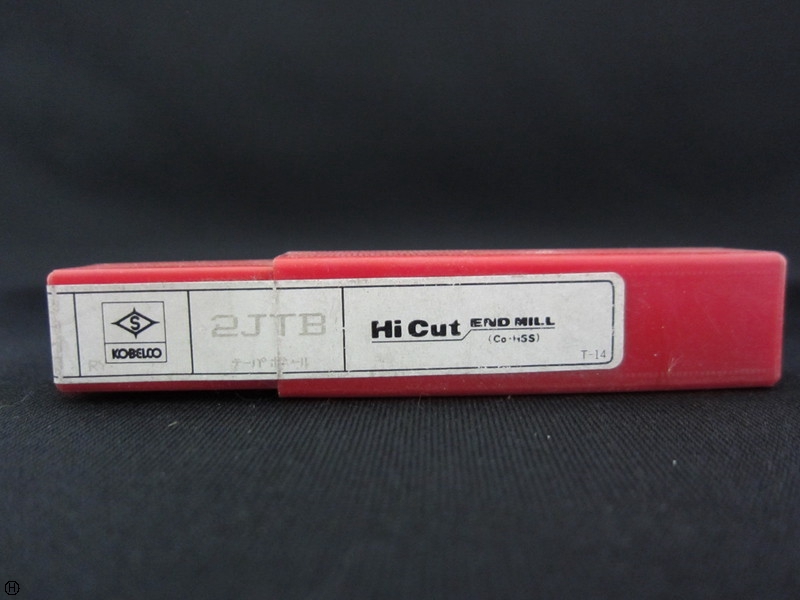 S
KOBELCO
2JTB
テーパボール
Hi Cut END MILL
(Co-HSS)
T-14
H